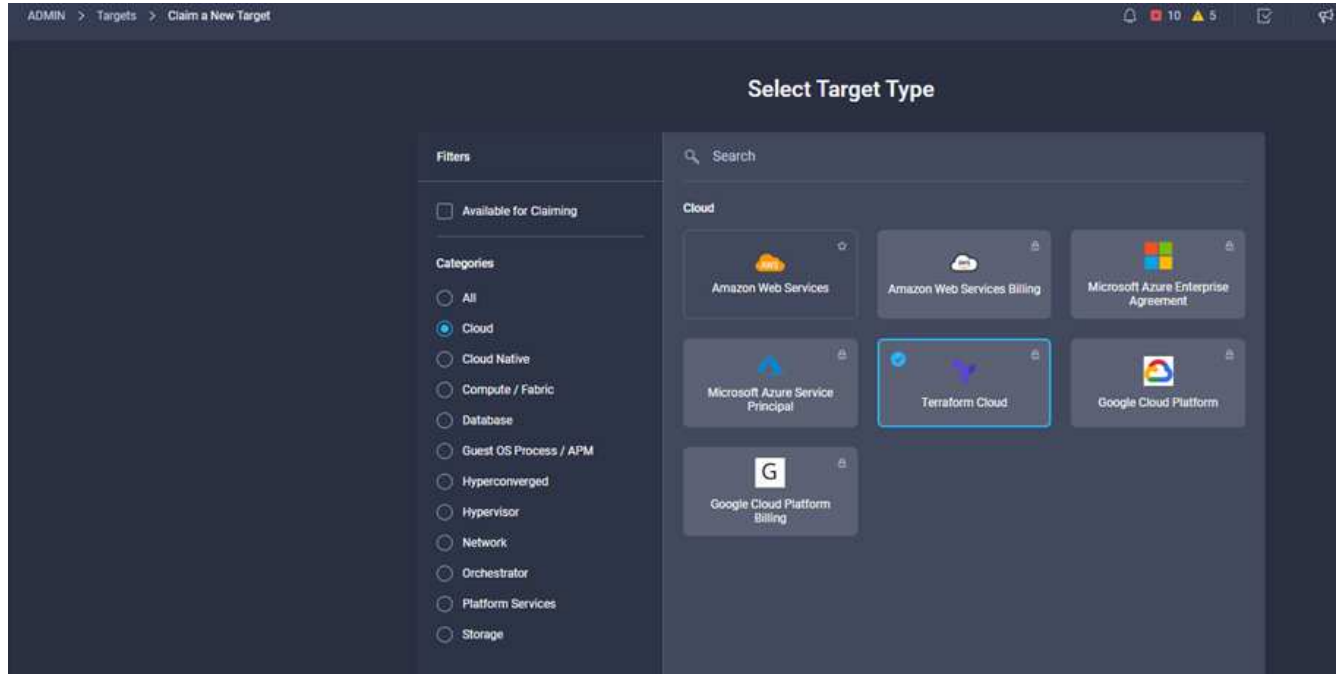 ADMIN > Targets > Claim a New Target
10 5
Select Target Type
Filters
Search
Available for Claiming
Cloud
Categories
All
Cloud
Cloud Native
Compute / Fabric
Database
Guest OS Process / APM
Hyperconverged
Hypervisor
Network
Orchestrator
Platform Services
Storage
aws
Amazon Web Services
aws
Amazon Web Services Billing
Microsoft Azure Enterprise
Agreement
Microsoft Azure Service
Principal
Terraform Cloud
Google Cloud Platform
G
Google Cloud Platform
Billing